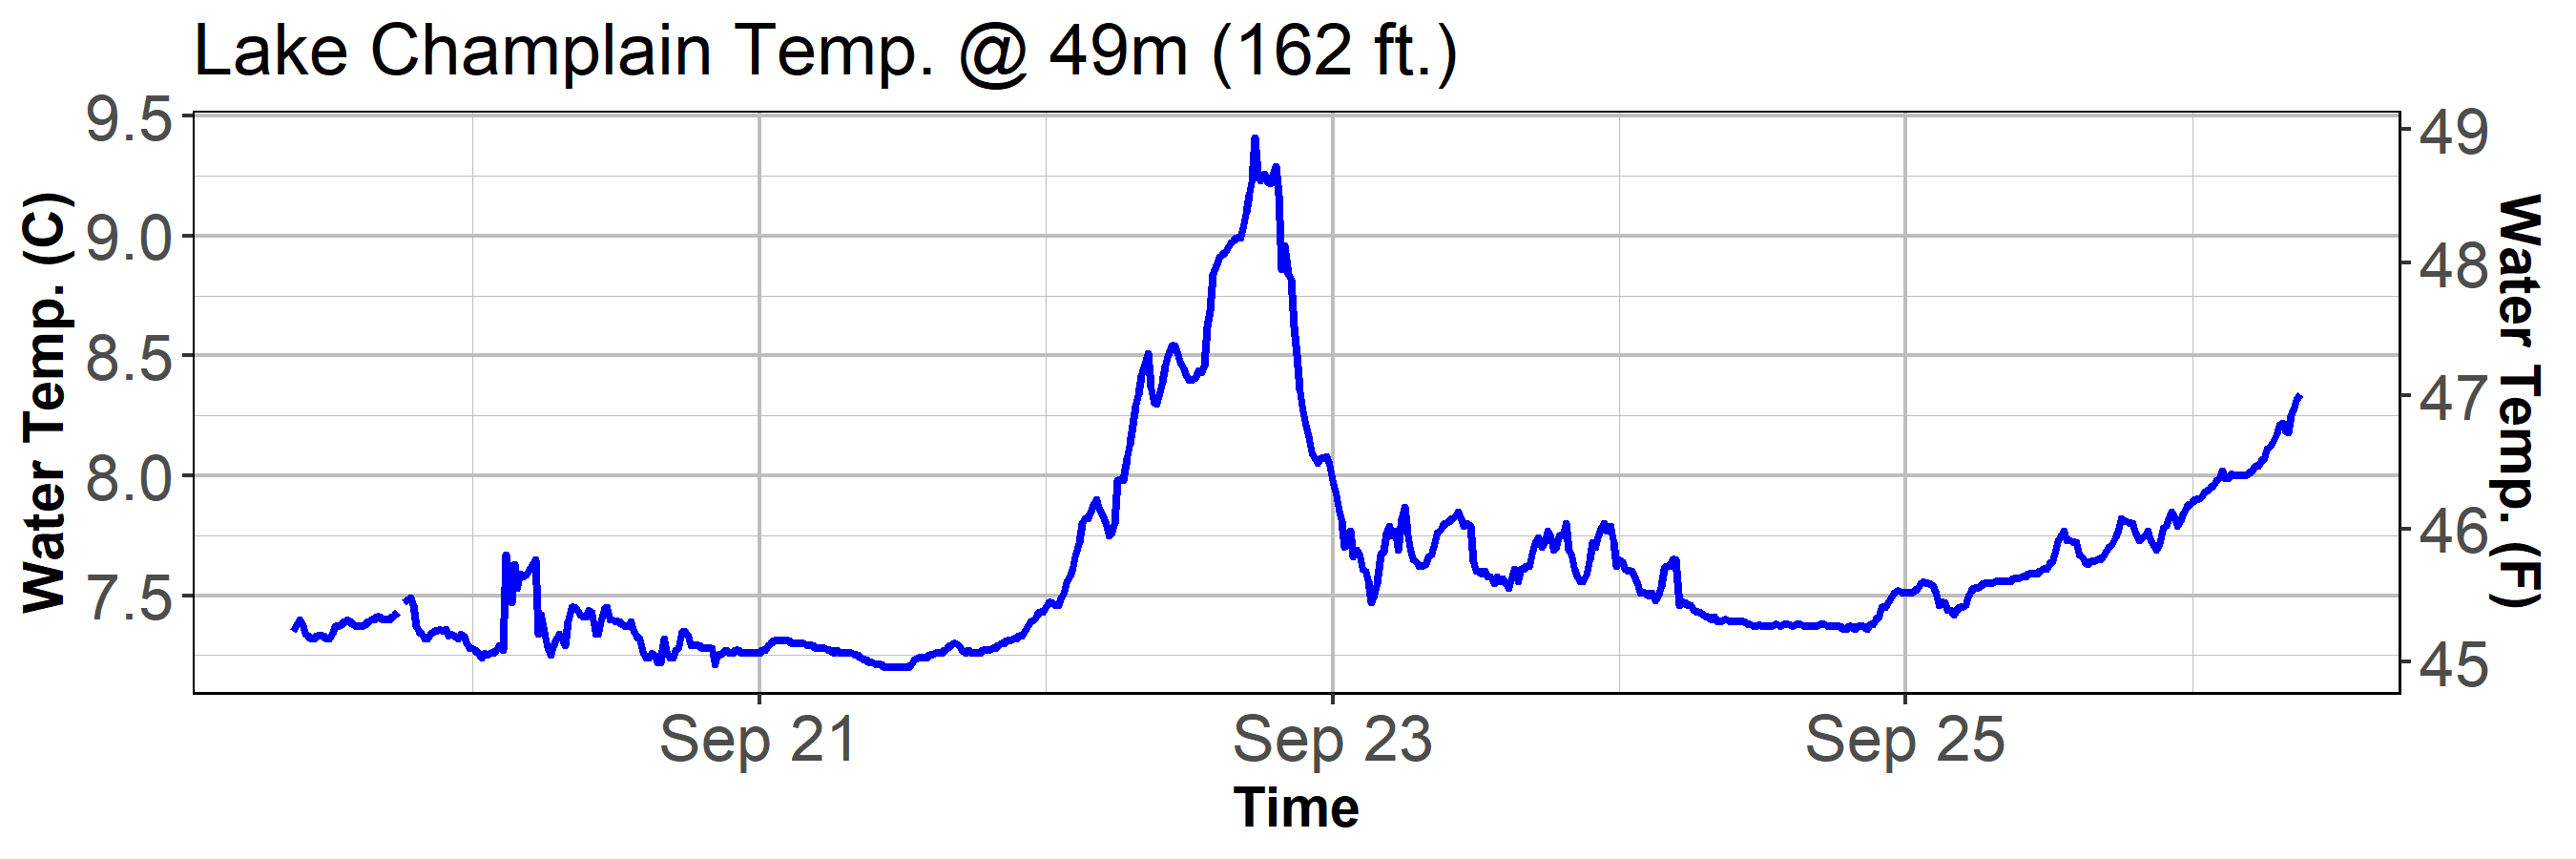 Lake Champlain Temp. @ 49m (162 ft.)
Water Temp. (C)
9.5
9.0
8.5
8.0
7.5
49
48
47
46
45
Water Temp. (F)
Sep 21 Sep 23 Sep 25
Time